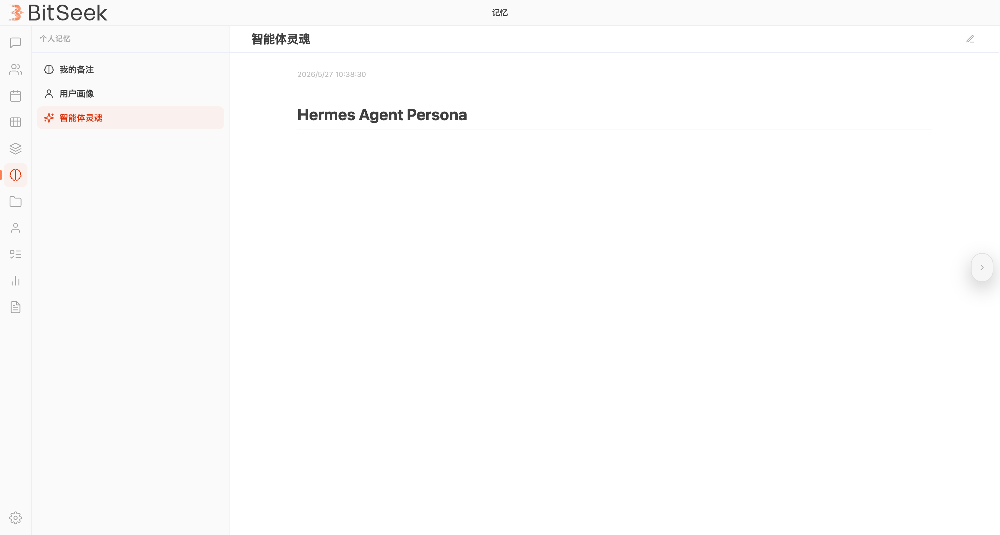 BitSeek
记忆
个人记忆
我的备注
用户画像
智能体灵魂
智能体灵魂
2026/5/27 10:38:30
Hermes Agent Persona